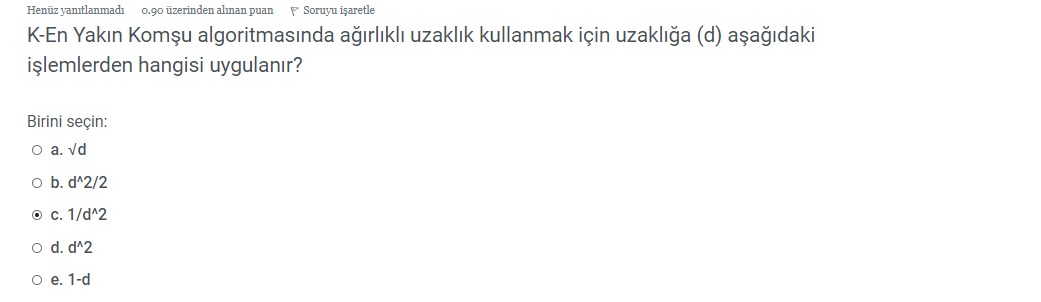 Henüz yanıtlanmadı 0.90 üzerinden alınan puan Soruyu işaretle
K-En Yakın Komşu algoritmasında ağırlıklı uzaklık kullanmak için uzaklığa (d) aşağıdaki
işlemlerden hangisi uygulanır?
Birini seçin:
a. √d
b. d^2/2
c. 1/d^2
d. d^2
e. 1-d